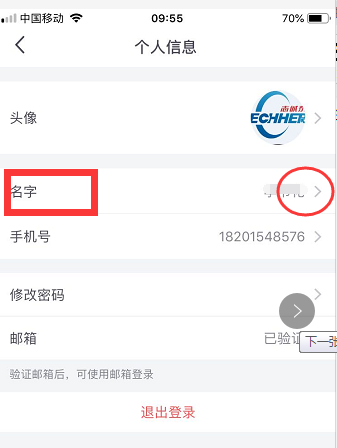 中国移动 09:55 70%
个人信息
头像
ECHHER
名字
手机号 18201548576
修改密码
邮箱 已验证
下一张
验证邮箱后，可使用邮箱登录
退出登录